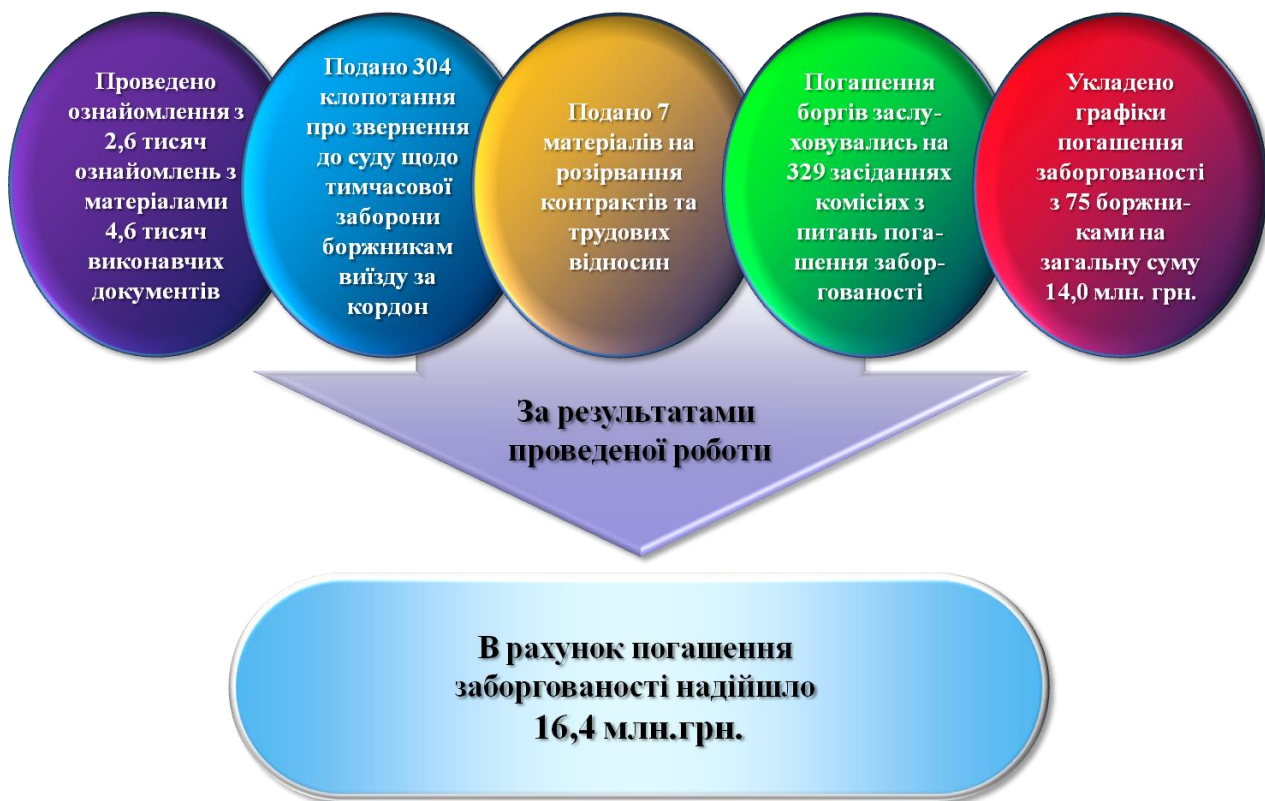 Проведено
ознайомлення з
2,6 тисяч
ознайомлень з
матеріалами
4,6 тисяч
виконавчих
документів
Подано 304
клопотання
про звернення
до суду щодо
тимчасової
заборони
боржникам
виїзду за
кордон
Подано 7
матеріалів на
розірвання
контрактів та
трудових
відносин
Погашення
боргів заслу-
ховувались на
329 засіданнях
комісіях з
питань пога-
шення забор-
гованості
Укладено
графіки
погашення
заборгованості
з 75 боржни-
ками на
загальну суму
14,0 млн. грн.
За результатами
проведеної роботи
В рахунок погашення
заборгованості надійшло
16,4 млн.грн.